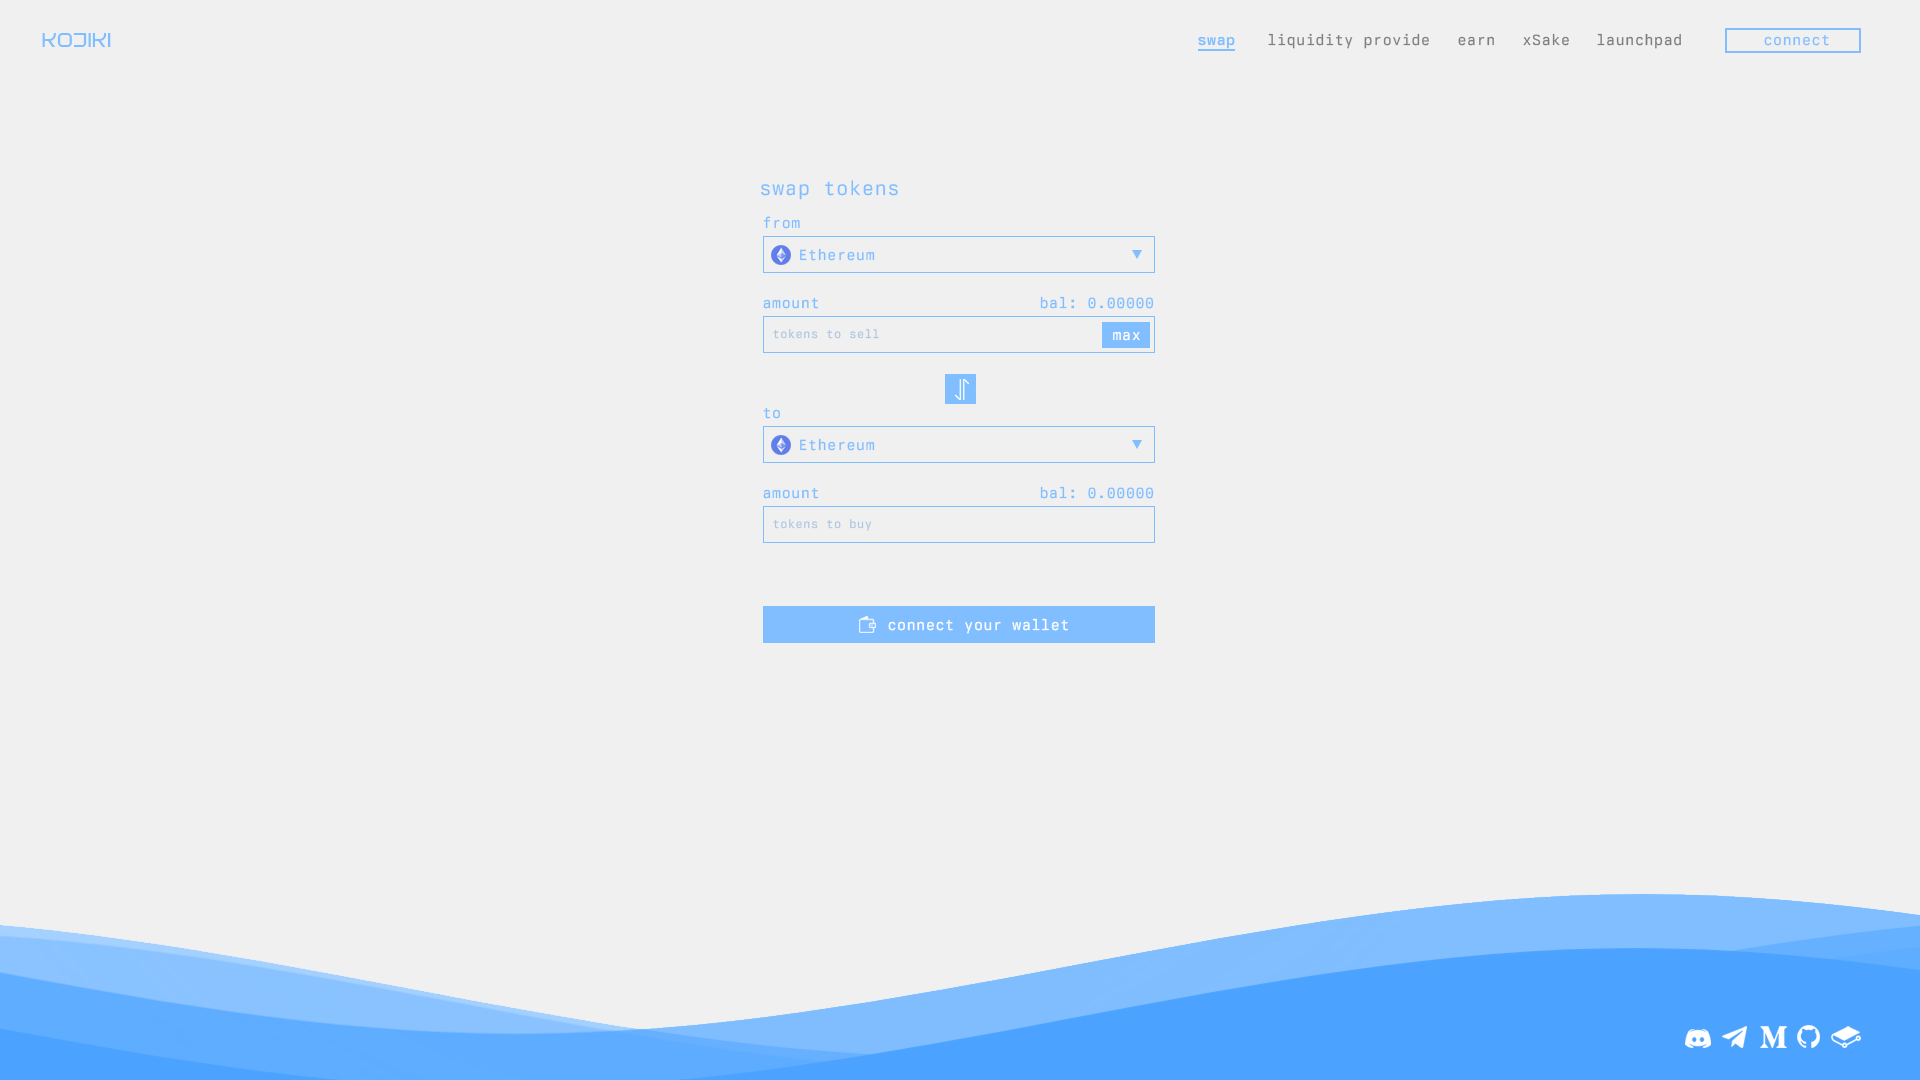 KOJIKI
swap liquidity provide earn xSake launchpad connect
swap tokens
from
Ethereum
amount bal: 0.00000
tokens to sell max
to
Ethereum
amount bal: 0.00000
tokens to buy
connect your wallet